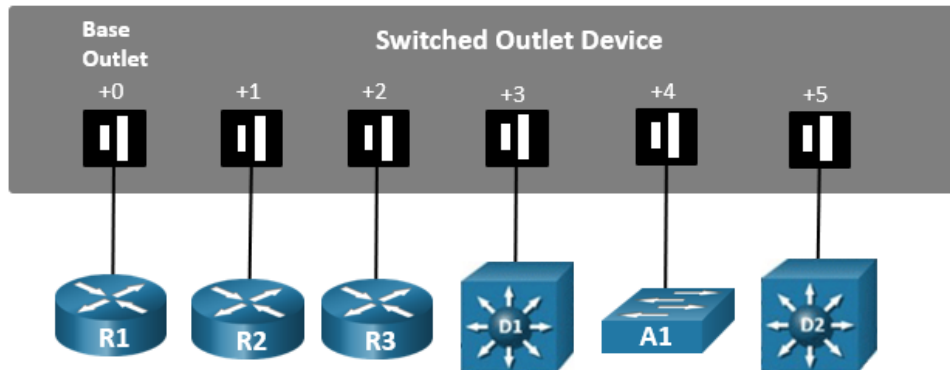 Base
Outlet
Switched Outlet Device
+0 +1 +2 +3 +4 +5
R1 R2 R3 D1 A1 D2